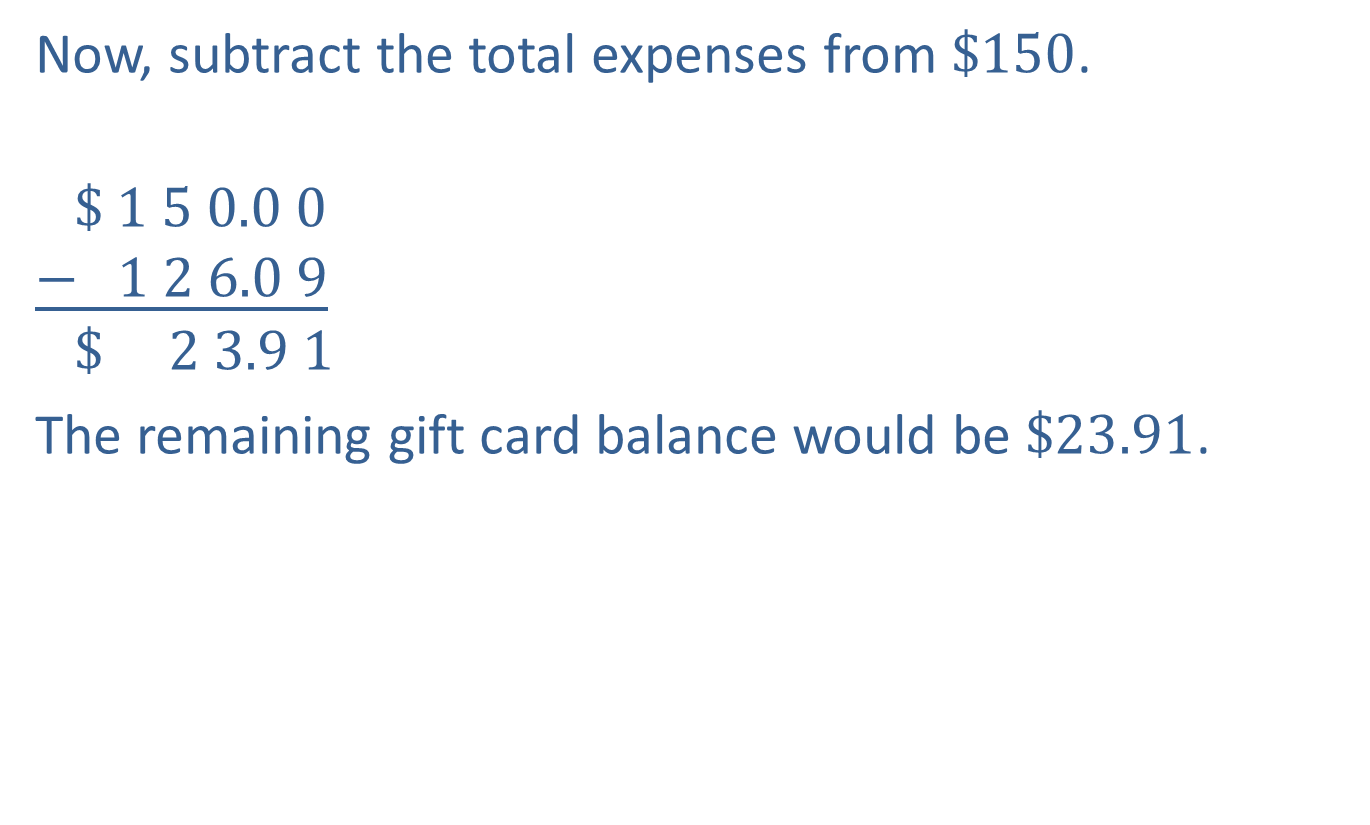 Now, subtract the total expenses from $150.
$ 1 5 0.0 0
− 1 2 6.0 9
$ 2 3.9 1
The remaining gift card balance would be $23.91.